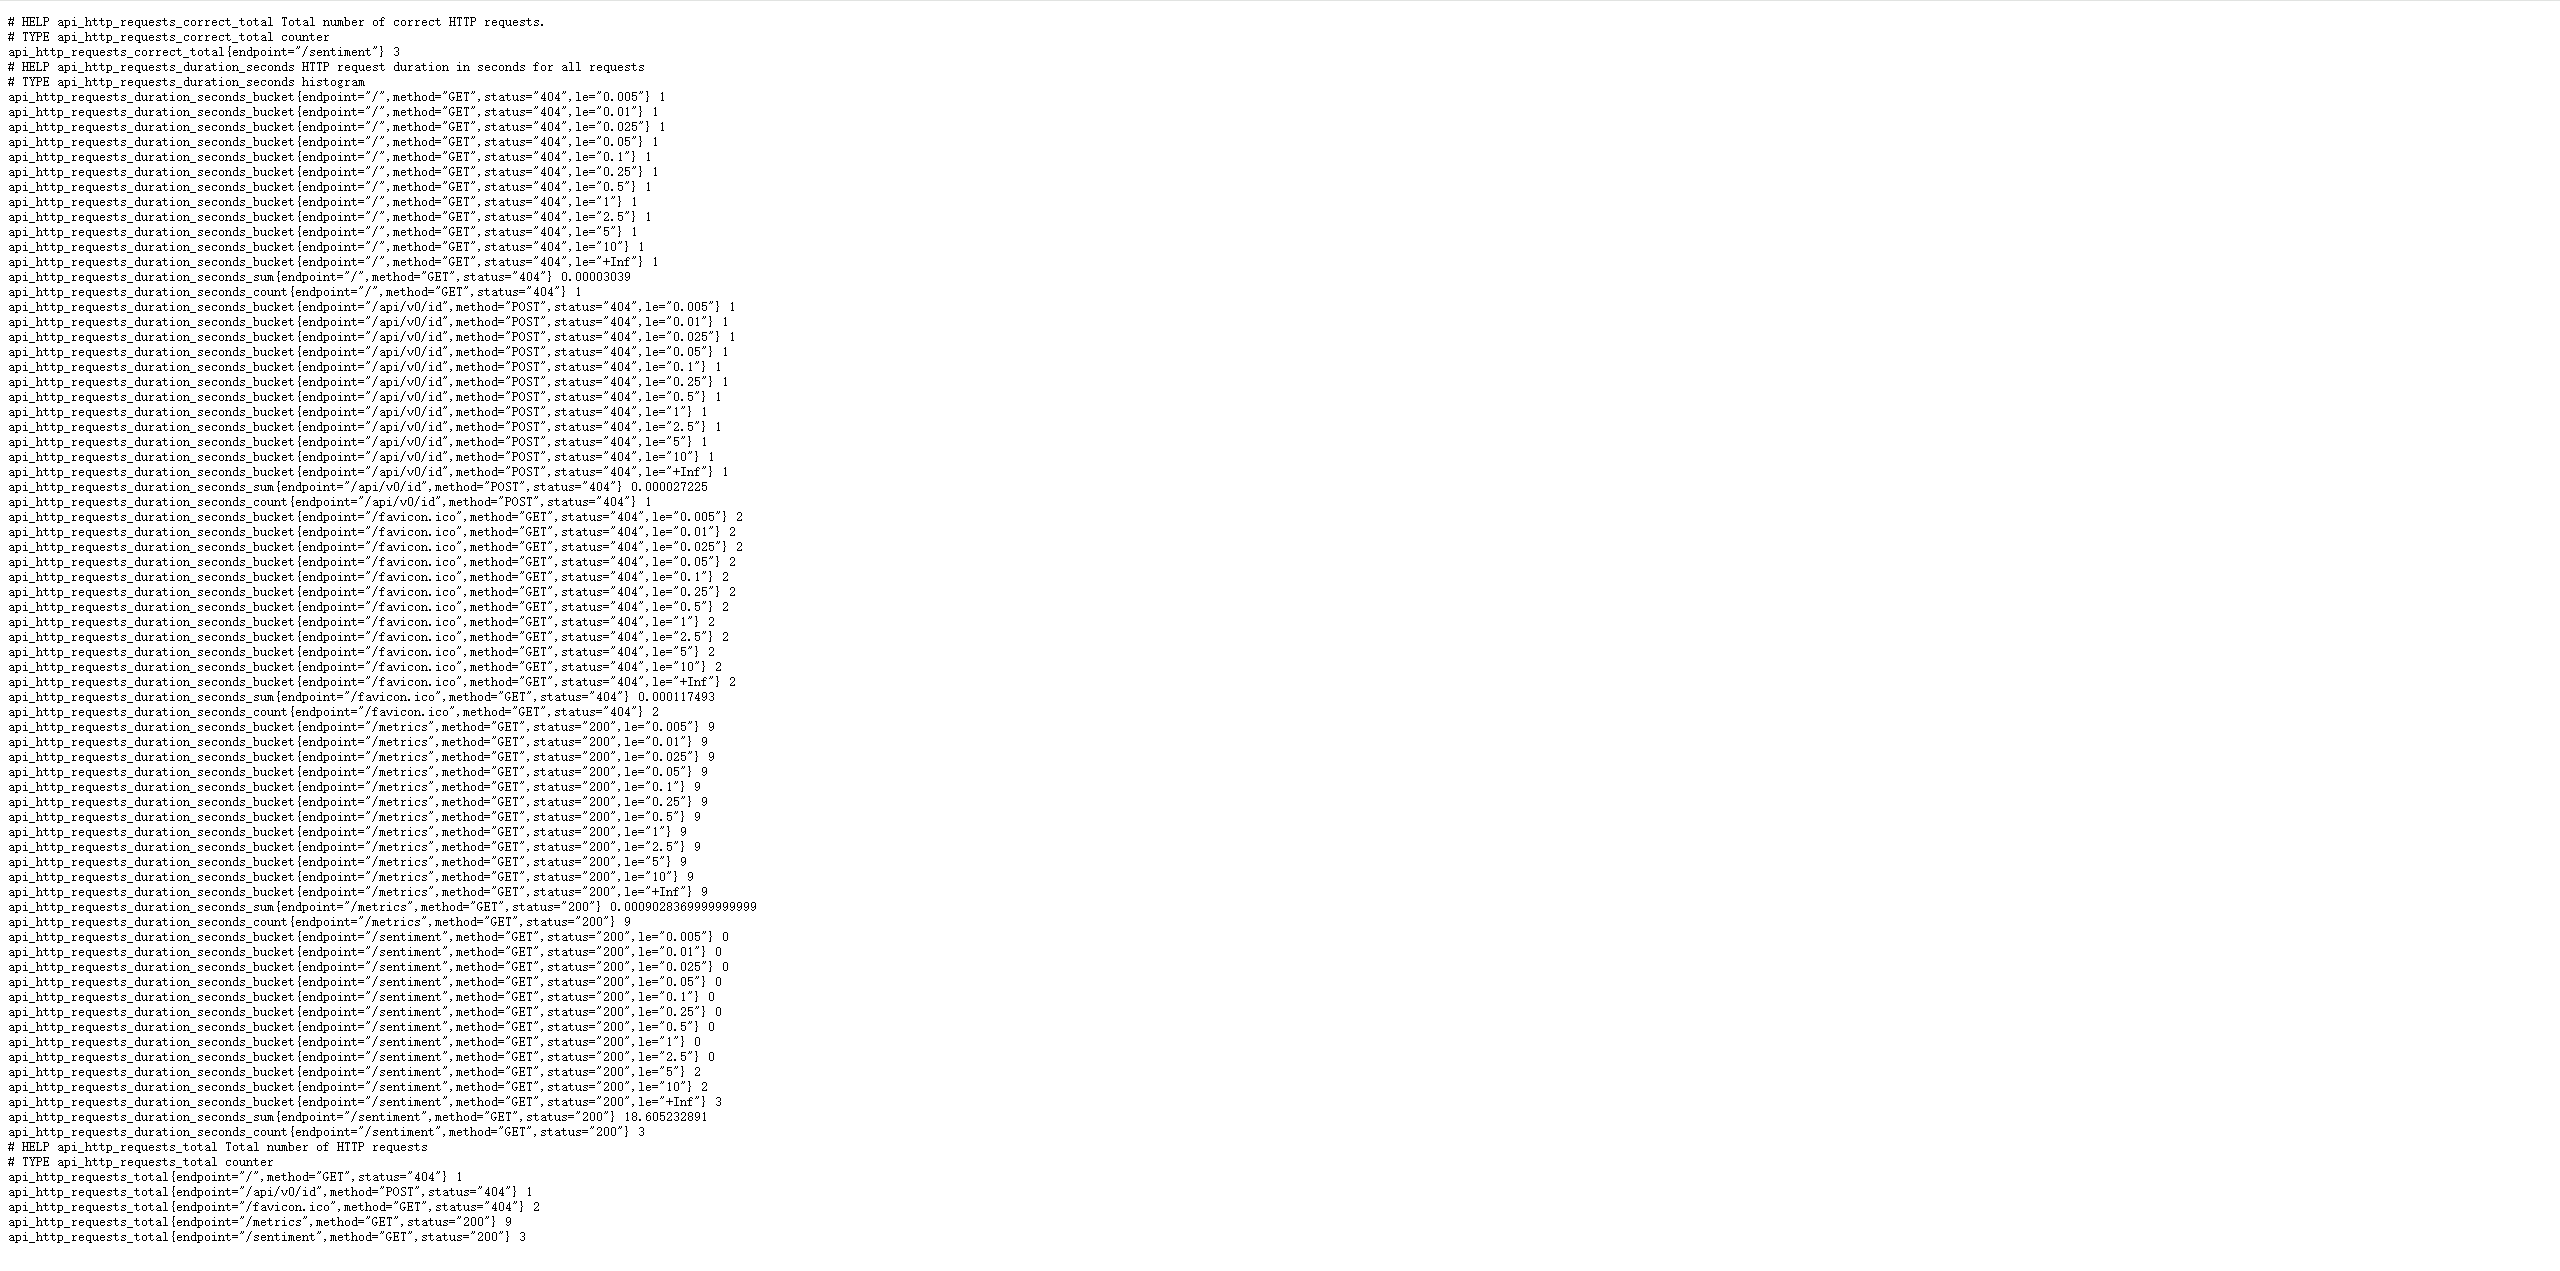 # HELP api_http_requests_correct_total Total number of correct HTTP requests.
# TYPE api_http_requests_correct_total counter
api_http_requests_correct_total{endpoint="/sentiment"} 3
# HELP api_http_requests_duration_seconds HTTP request duration in seconds for all requests
# TYPE api_http_requests_duration_seconds histogram
api_http_requests_duration_seconds_bucket{endpoint="/",method="GET",status="404",le="0.005"} 1
api_http_requests_duration_seconds_bucket{endpoint="/",method="GET",status="404",le="0.01"} 1
api_http_requests_duration_seconds_bucket{endpoint="/",method="GET",status="404",le="0.025"} 1
api_http_requests_duration_seconds_bucket{endpoint="/",method="GET",status="404",le="0.05"} 1
api_http_requests_duration_seconds_bucket{endpoint="/",method="GET",status="404",le="0.1"} 1
api_http_requests_duration_seconds_bucket{endpoint="/",method="GET",status="404",le="0.25"} 1
api_http_requests_duration_seconds_bucket{endpoint="/",method="GET",status="404",le="0.5"} 1
api_http_requests_duration_seconds_bucket{endpoint="/",method="GET",status="404",le="1"} 1
api_http_requests_duration_seconds_bucket{endpoint="/",method="GET",status="404",le="2.5"} 1
api_http_requests_duration_seconds_bucket{endpoint="/",method="GET",status="404",le="5"} 1
api_http_requests_duration_seconds_bucket{endpoint="/",method="GET",status="404",le="10"} 1
api_http_requests_duration_seconds_bucket{endpoint="/",method="GET",status="404",le="+Inf"} 1
api_http_requests_duration_seconds_sum{endpoint="/",method="GET",status="404"} 0.00003039
api_http_requests_duration_seconds_count{endpoint="/",method="GET",status="404"} 1
api_http_requests_duration_seconds_bucket{endpoint="/api/v0/id",method="POST",status="404",le="0.005"} 1
api_http_requests_duration_seconds_bucket{endpoint="/api/v0/id",method="POST",status="404",le="0.01"} 1
api_http_requests_duration_seconds_bucket{endpoint="/api/v0/id",method="POST",status="404",le="0.025"} 1
api_http_requests_duration_seconds_bucket{endpoint="/api/v0/id",method="POST",status="404",le="0.05"} 1
api_http_requests_duration_seconds_bucket{endpoint="/api/v0/id",method="POST",status="404",le="0.1"} 1
api_http_requests_duration_seconds_bucket{endpoint="/api/v0/id",method="POST",status="404",le="0.25"} 1
api_http_requests_duration_seconds_bucket{endpoint="/api/v0/id",method="POST",status="404",le="0.5"} 1
api_http_requests_duration_seconds_bucket{endpoint="/api/v0/id",method="POST",status="404",le="1"} 1
api_http_requests_duration_seconds_bucket{endpoint="/api/v0/id",method="POST",status="404",le="2.5"} 1
api_http_requests_duration_seconds_bucket{endpoint="/api/v0/id",method="POST",status="404",le="5"} 1
api_http_requests_duration_seconds_bucket{endpoint="/api/v0/id",method="POST",status="404",le="10"} 1
api_http_requests_duration_seconds_bucket{endpoint="/api/v0/id",method="POST",status="404",le="+Inf"} 1
api_http_requests_duration_seconds_sum{endpoint="/api/v0/id",method="POST",status="404"} 0.000027225
api_http_requests_duration_seconds_count{endpoint="/api/v0/id",method="POST",status="404"} 1
api_http_requests_duration_seconds_bucket{endpoint="/favicon.ico",method="GET",status="404",le="0.005"} 2
api_http_requests_duration_seconds_bucket{endpoint="/favicon.ico",method="GET",status="404",le="0.01"} 2
api_http_requests_duration_seconds_bucket{endpoint="/favicon.ico",method="GET",status="404",le="0.025"} 2
api_http_requests_duration_seconds_bucket{endpoint="/favicon.ico",method="GET",status="404",le="0.05"} 2
api_http_requests_duration_seconds_bucket{endpoint="/favicon.ico",method="GET",status="404",le="0.1"} 2
api_http_requests_duration_seconds_bucket{endpoint="/favicon.ico",method="GET",status="404",le="0.25"} 2
api_http_requests_duration_seconds_bucket{endpoint="/favicon.ico",method="GET",status="404",le="0.5"} 2
api_http_requests_duration_seconds_bucket{endpoint="/favicon.ico",method="GET",status="404",le="1"} 2
api_http_requests_duration_seconds_bucket{endpoint="/favicon.ico",method="GET",status="404",le="2.5"} 2
api_http_requests_duration_seconds_bucket{endpoint="/favicon.ico",method="GET",status="404",le="5"} 2
api_http_requests_duration_seconds_bucket{endpoint="/favicon.ico",method="GET",status="404",le="10"} 2
api_http_requests_duration_seconds_bucket{endpoint="/favicon.ico",method="GET",status="404",le="+Inf"} 2
api_http_requests_duration_seconds_sum{endpoint="/favicon.ico",method="GET",status="404"} 0.000117493
api_http_requests_duration_seconds_count{endpoint="/favicon.ico",method="GET",status="404"} 2
api_http_requests_duration_seconds_bucket{endpoint="/metrics",method="GET",status="200",le="0.005"} 9
api_http_requests_duration_seconds_bucket{endpoint="/metrics",method="GET",status="200",le="0.01"} 9
api_http_requests_duration_seconds_bucket{endpoint="/metrics",method="GET",status="200",le="0.025"} 9
api_http_requests_duration_seconds_bucket{endpoint="/metrics",method="GET",status="200",le="0.05"} 9
api_http_requests_duration_seconds_bucket{endpoint="/metrics",method="GET",status="200",le="0.1"} 9
api_http_requests_duration_seconds_bucket{endpoint="/metrics",method="GET",status="200",le="0.25"} 9
api_http_requests_duration_seconds_bucket{endpoint="/metrics",method="GET",status="200",le="0.5"} 9
api_http_requests_duration_seconds_bucket{endpoint="/metrics",method="GET",status="200",le="1"} 9
api_http_requests_duration_seconds_bucket{endpoint="/metrics",method="GET",status="200",le="2.5"} 9
api_http_requests_duration_seconds_bucket{endpoint="/metrics",method="GET",status="200",le="5"} 9
api_http_requests_duration_seconds_bucket{endpoint="/metrics",method="GET",status="200",le="10"} 9
api_http_requests_duration_seconds_bucket{endpoint="/metrics",method="GET",status="200",le="+Inf"} 9
api_http_requests_duration_seconds_sum{endpoint="/metrics",method="GET",status="200"} 0.0009028369999999999
api_http_requests_duration_seconds_count{endpoint="/metrics",method="GET",status="200"} 9
api_http_requests_duration_seconds_bucket{endpoint="/sentiment",method="GET",status="200",le="0.005"} 0
api_http_requests_duration_seconds_bucket{endpoint="/sentiment",method="GET",status="200",le="0.01"} 0
api_http_requests_duration_seconds_bucket{endpoint="/sentiment",method="GET",status="200",le="0.025"} 0
api_http_requests_duration_seconds_bucket{endpoint="/sentiment",method="GET",status="200",le="0.05"} 0
api_http_requests_duration_seconds_bucket{endpoint="/sentiment",method="GET",status="200",le="0.1"} 0
api_http_requests_duration_seconds_bucket{endpoint="/sentiment",method="GET",status="200",le="0.25"} 0
api_http_requests_duration_seconds_bucket{endpoint="/sentiment",method="GET",status="200",le="0.5"} 0
api_http_requests_duration_seconds_bucket{endpoint="/sentiment",method="GET",status="200",le="1"} 0
api_http_requests_duration_seconds_bucket{endpoint="/sentiment",method="GET",status="200",le="2.5"} 0
api_http_requests_duration_seconds_bucket{endpoint="/sentiment",method="GET",status="200",le="5"} 2
api_http_requests_duration_seconds_bucket{endpoint="/sentiment",method="GET",status="200",le="10"} 2
api_http_requests_duration_seconds_bucket{endpoint="/sentiment",method="GET",status="200",le="+Inf"} 3
api_http_requests_duration_seconds_sum{endpoint="/sentiment",method="GET",status="200"} 18.605232891
api_http_requests_duration_seconds_count{endpoint="/sentiment",method="GET",status="200"} 3
# HELP api_http_requests_total Total number of HTTP requests
# TYPE api_http_requests_total counter
api_http_requests_total{endpoint="/",method="GET",status="404"} 1
api_http_requests_total{endpoint="/api/v0/id",method="POST",status="404"} 1
api_http_requests_total{endpoint="/favicon.ico",method="GET",status="404"} 2
api_http_requests_total{endpoint="/metrics",method="GET",status="200"} 9
api_http_requests_total{endpoint="/sentiment",method="GET",status="200"} 3